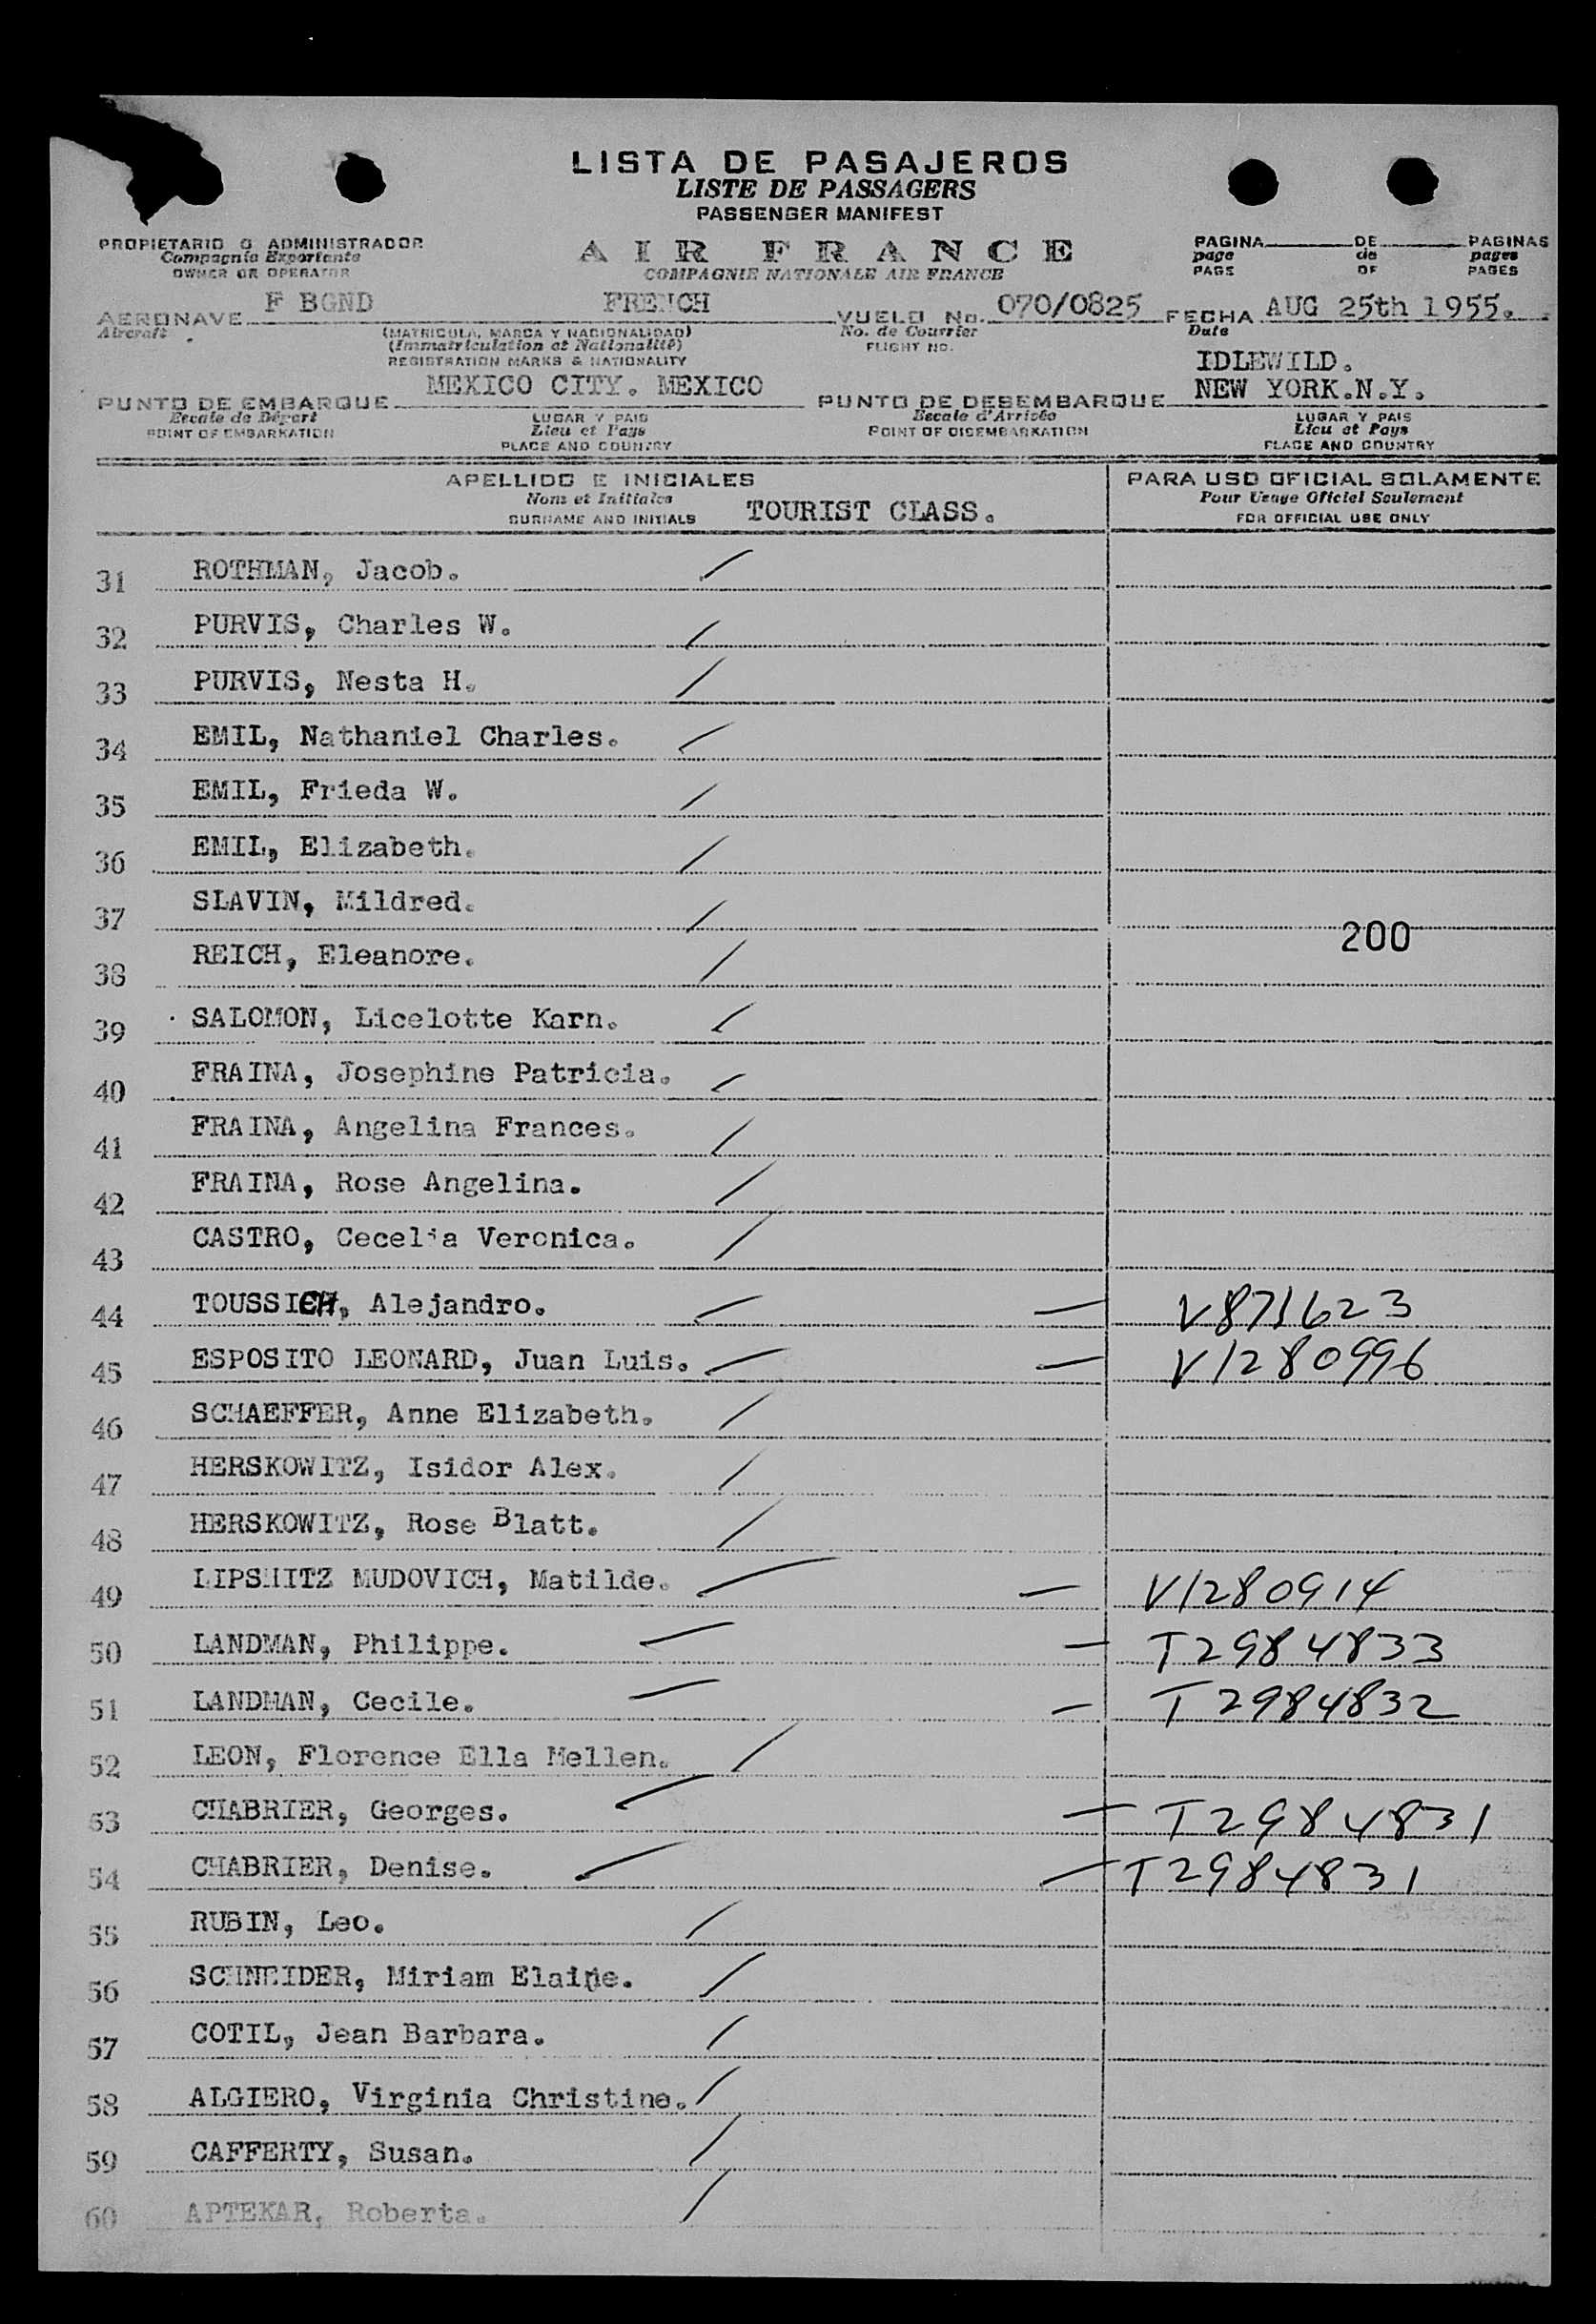 LISTA DE PASAJEROS
LISTE DE PASSAGERS
PASSENGER MANIFEST
PROPIETARIO O ADMINISTRADOR
Compagnie Exportante
OWNER OR OPERATOR
AIR FRANCE
COMPAGNIE NATIONALE AIR FRANCE
PAGINA DE PAGINAS
page de pages
PAGE OF PAGES
AERONAVE F BGND FRENCH VUELO No. 070/0825 FECHA AUG 25th 1955.
Aircraft (MATRICULA, MARCA Y NACIONALIDAD) No. de Courrier Date
(Immatriculation et Nationalité) FLIGHT NO.
REGISTRATION MARKS & NATIONALITY
IDLEWILD.
PUNTO DE EMBARQUE MEXICO CITY. MEXICO PUNTO DE DESEMBARQUE NEW YORK.N.Y.
Escale de Départ LUGAR Y PAIS Escale d'Arrivée LUGAR Y PAIS
POINT OF EMBARKATION Lieu et Pays POINT OF DISEMBARKATION Lieu et Pays
PLACE AND COUNTRY PLACE AND COUNTRY
APELLIDO E INICIALES PARA USO OFICIAL SOLAMENTE
Nom et Initiales Pour Usage Oficiel Seulement
SURNAME AND INITIALS TOURIST CLASS. FOR OFFICIAL USE ONLY
31 ROTHMAN, Jacob.
32 PURVIS, Charles W.
33 PURVIS, Nesta H.
34 EMIL, Nathaniel Charles.
35 EMIL, Frieda W.
36 EMIL, Elizabeth.
37 SLAVIN, Mildred.
200
38 REICH, Eleanore.
39 SALOMON, Licelotte Karn.
40 FRAINA, Josephine Patricia.
41 FRAINA, Angelina Frances.
42 FRAINA, Rose Angelina.
43 CASTRO, Cecelia Veronica.
44 TOUSSIEH, Alejandro. — V871623
45 ESPOSITO LEONARD, Juan Luis. — V1280996
46 SCHAEFFER, Anne Elizabeth.
47 HERSKOWITZ, Isidor Alex.
48 HERSKOWITZ, Rose Blatt.
49 LIPSHITZ MUDOVICH, Matilde. — V1280914
50 LANDMAN, Philippe. — T2984833
51 LANDMAN, Cecile. — T2984832
52 LEON, Florence Ella Mellen.
53 CHABRIER, Georges. — T2984831
54 CHABRIER, Denise. — T2984831
55 RUBIN, Leo.
56 SCHNEIDER, Miriam Elaine.
57 COTIL, Jean Barbara.
58 ALGIERO, Virginia Christine.
59 CAFFERTY, Susan.
60 APTEKAR, Roberta.